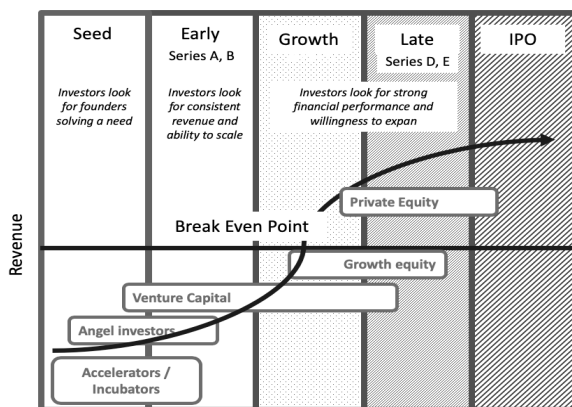 Seed
Early
Series A, B
Growth
Late
Series D, E
IPO
Investors look
for founders
solving a need
Investors look
for consistent
revenue and
ability to scale
Investors look for strong
financial performance and
willingness to expan
Private Equity
Break Even Point
Growth equity
Venture Capital
Angel investors
Accelerators /
Incubators
Revenue